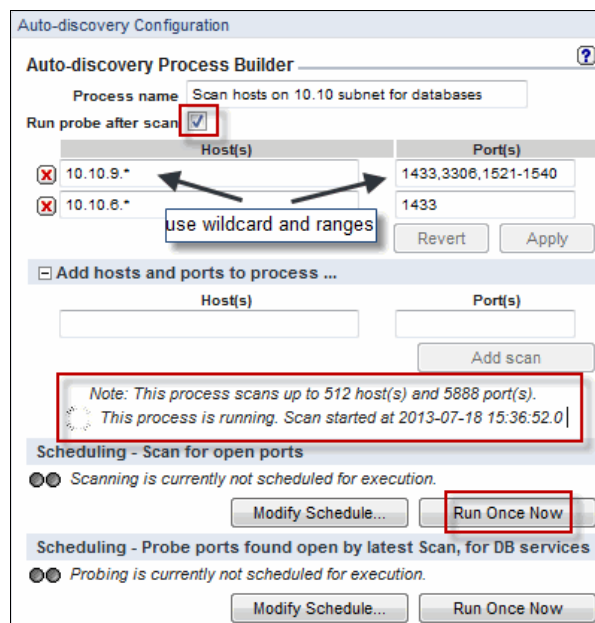 Auto-discovery Configuration
Auto-discovery Process Builder
?
Process name Scan hosts on 10.10 subnet for databases
Run probe after scan
Host(s) Port(s)
10.10.9.* 1433,3306,1521-1540
10.10.6.* 1433
use wildcard and ranges
Revert Apply
Add hosts and ports to process ...
Host(s) Port(s)
Add scan
Note: This process scans up to 512 host(s) and 5888 port(s).
This process is running. Scan started at 2013-07-18 15:36:52.0
Scheduling - Scan for open ports
Scanning is currently not scheduled for execution.
Modify Schedule... Run Once Now
Scheduling - Probe ports found open by latest Scan, for DB services
Probing is currently not scheduled for execution.
Modify Schedule... Run Once Now